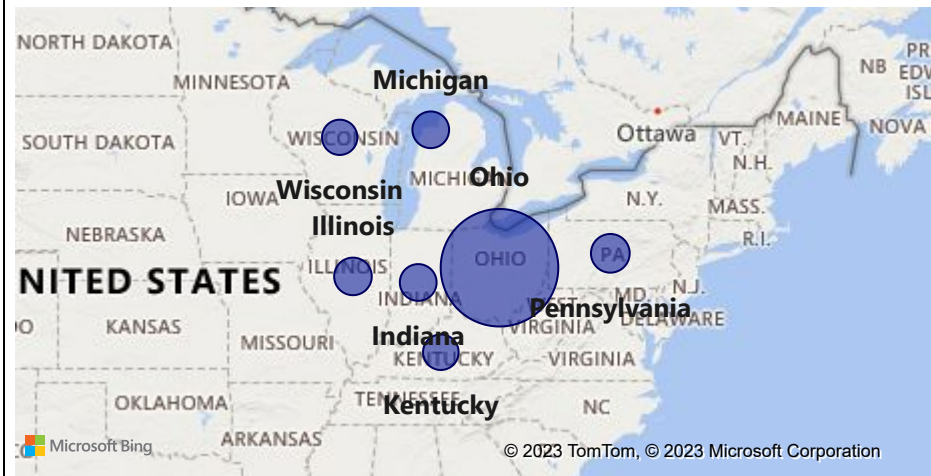 NORTH DAKOTA
MINNESOTA
Michigan
NB
PR
EDW
ISL
SOUTH DAKOTA
WISCONSIN
Ottawa
VT.
MAINE
NOVA
N.H.
Wisconsin
MICHIGAN
Ohio
IOWA
N.Y.
MASS.
Illinois
NEBRASKA
R.I.
ILLINOIS
OHIO
PA
NITED STATES
INDIANA
N.J.
MD.
Pennsylvania
WEST
VIRGINIA
DELAWARE
KANSAS
MISSOURI
Indiana
KENTUCKY
VIRGINIA
OKLAHOMA
TENNESSEE
Kentucky
NC
ARKANSAS
Microsoft Bing
© 2023 TomTom, © 2023 Microsoft Corporation